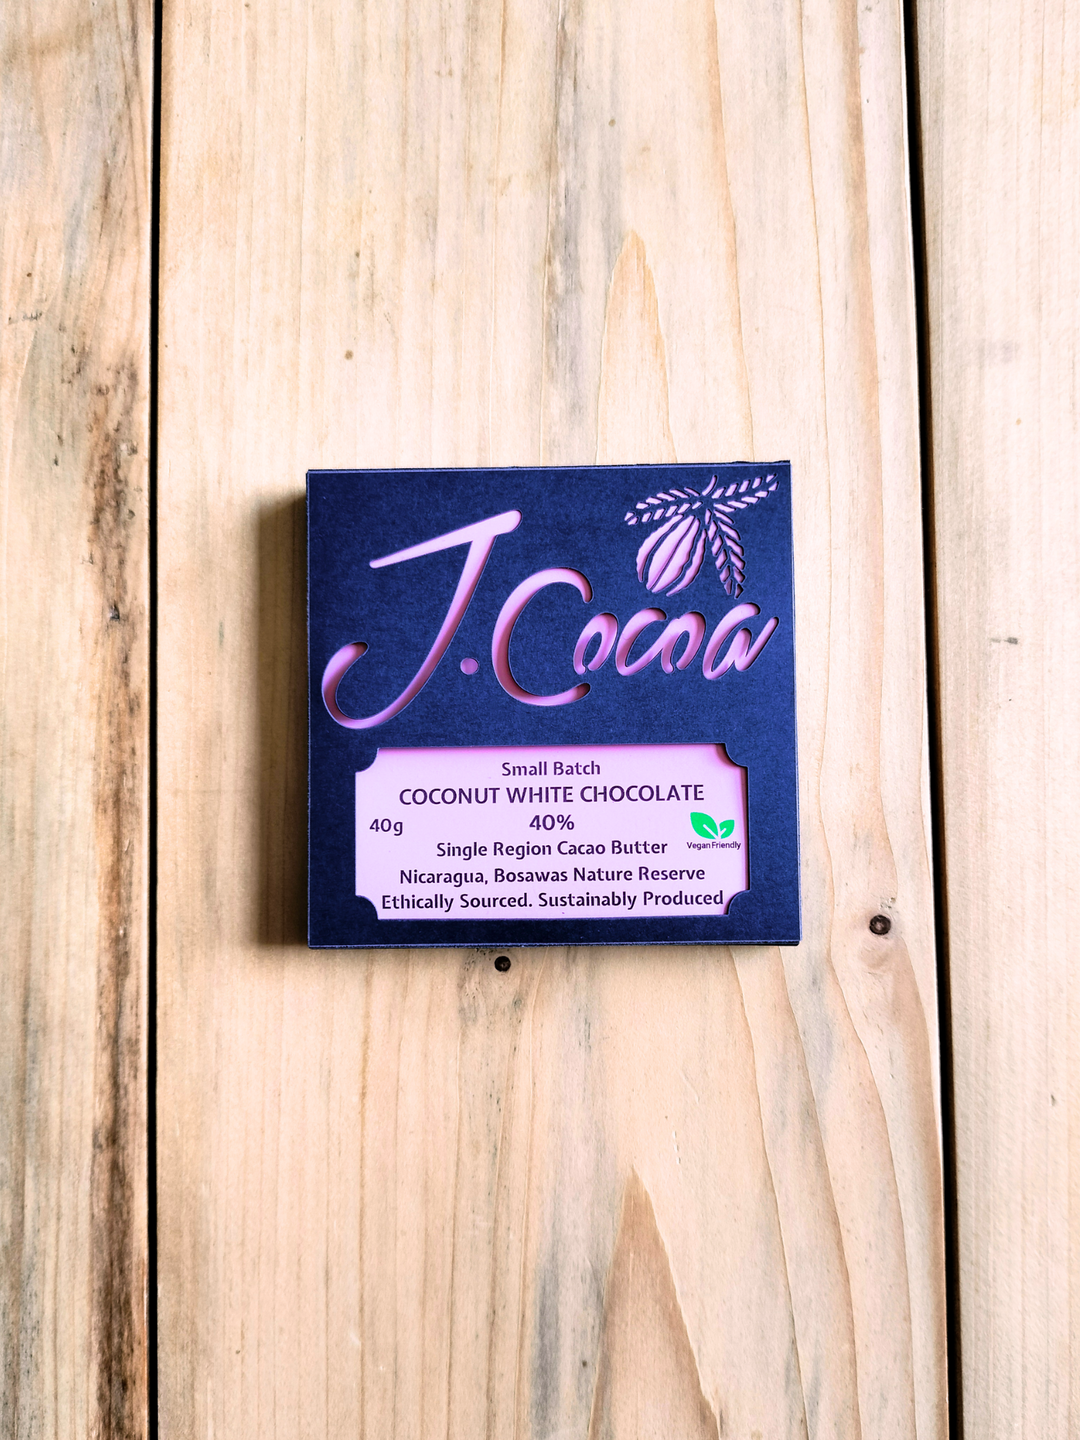 J.Cocoa
Small Batch
COCONUT WHITE CHOCOLATE
40g 40%
Vegan Friendly
Single Region Cacao Butter
Nicaragua, Bosawas Nature Reserve
Ethically Sourced. Sustainably Produced